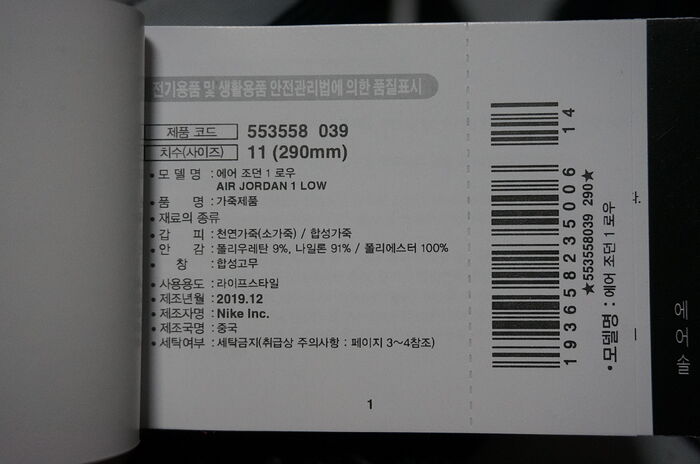 전기용품 및 생활용품 안전관리법에 의한 품질표시
제품 코드 553558 039
치수(사이즈) 11 (290mm)
• 모 델 명 : 에어 조던 1 로우
AIR JORDAN 1 LOW
• 품 명 : 가죽제품
• 재료의 종류
• 갑 피 : 천연가죽(소가죽) / 합성가죽
• 안 감 : 폴리우레탄 9%, 나일론 91% / 폴리에스터 100%
• 창 : 합성고무
• 사용용도 : 라이프스타일
• 제조년월 : 2019.12
• 제조자명 : Nike Inc.
• 제조국명 : 중국
• 세탁여부 : 세탁금지(취급상 주의사항 : 페이지 3~4참조)
1
193658235006 14
★553558039 290★
• 모델명 : 에어 조던 1 로우
에어솔